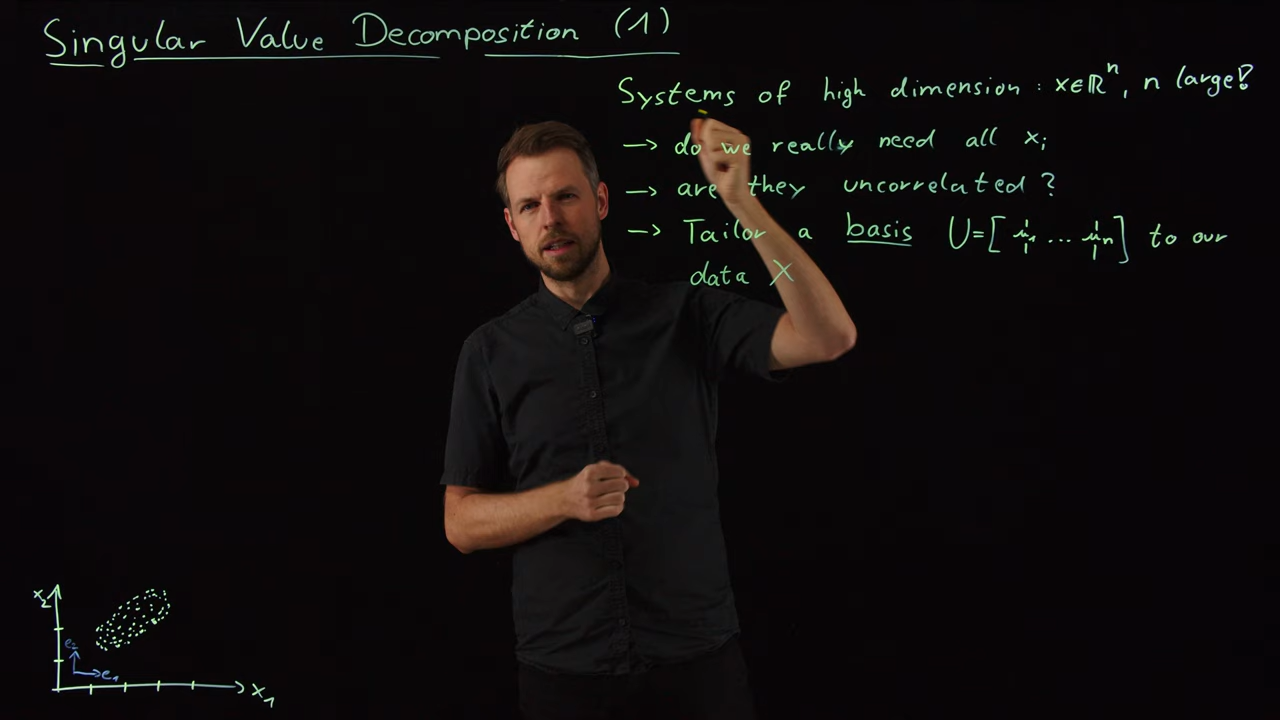 Singular Value Decomposition (1)
Systems of high dimension : x∈ℝⁿ, n large!
→ do we really need all xᵢ
→ are they uncorrelated ?
→ Tailor a basis U=[u₁ ... uₙ] to our
data X
x₂
e₂
e₁
x₁